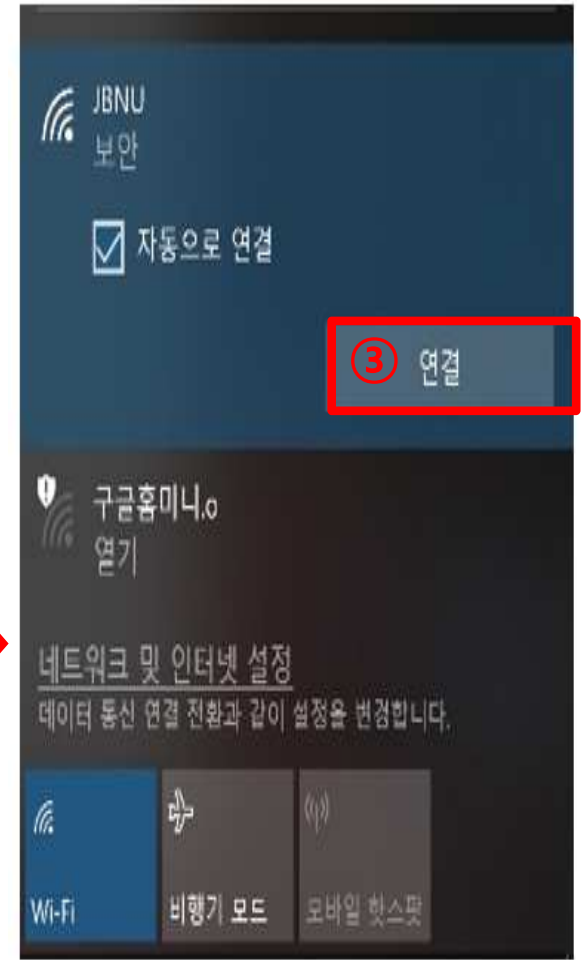 JBNU
보안
자동으로 연결
③ 연결
구글홈미니.o
열기
네트워크 및 인터넷 설정
데이터 통신 연결 전환과 같이 설정을 변경합니다.
Wi-Fi 비행기 모드 모바일 핫스팟